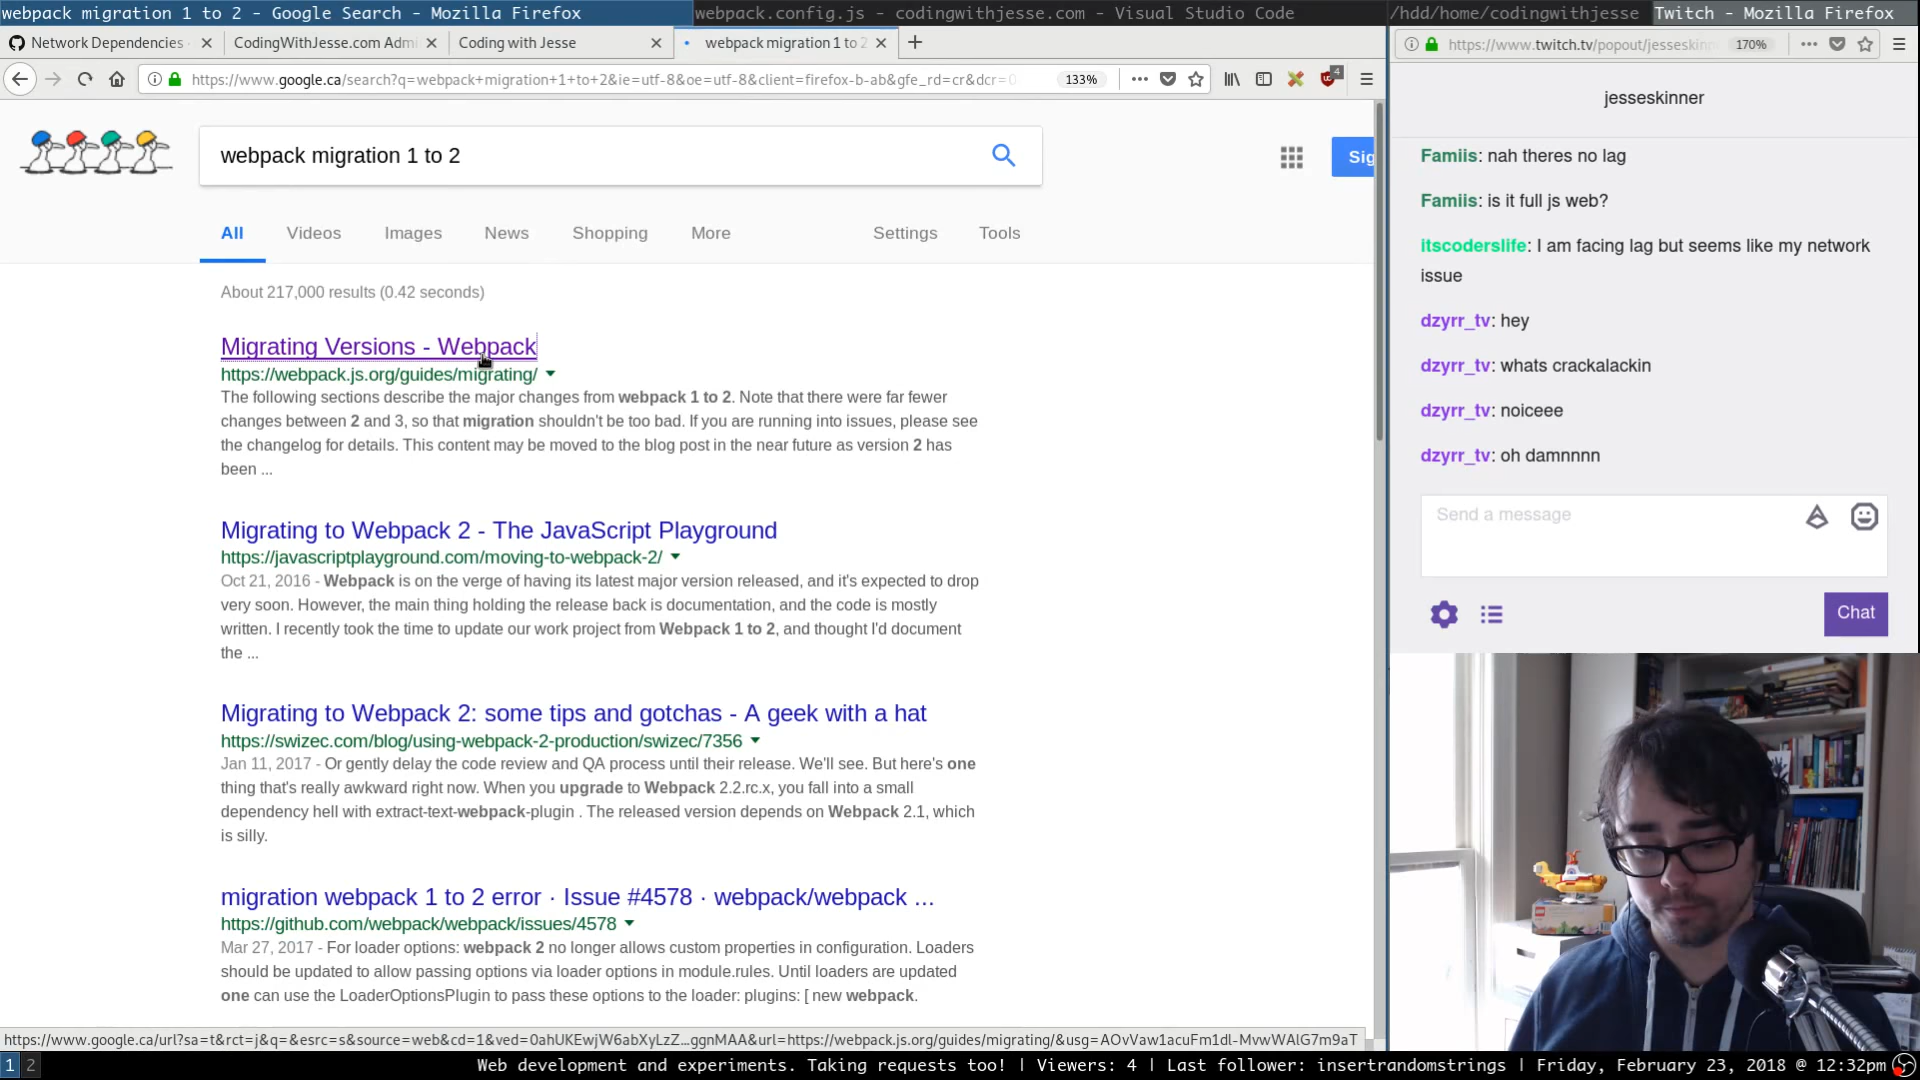 webpack migration 1 to 2 - Google Search - Mozilla Firefox
webpack.config.js - codingwithjesse.com - Visual Studio Code
/hdd/home/codingwithjesse
Twitch - Mozilla Firefox
Network Dependencies
CodingWithJesse.com Admi
Coding with Jesse
webpack migration 1 to 2
https://www.google.ca/search?q=webpack+migration+1+to+2&ie=utf-8&oe=utf-8&client=firefox-b-ab&gfe_rd=cr&dcr=0
133%
4
https://www.twitch.tv/popout/jesseskinn
170%
webpack migration 1 to 2
Sig
All
Videos
Images
News
Shopping
More
Settings
Tools
About 217,000 results (0.42 seconds)
Migrating Versions - Webpack
https://webpack.js.org/guides/migrating/
The following sections describe the major changes from webpack 1 to 2. Note that there were far fewer
changes between 2 and 3, so that migration shouldn't be too bad. If you are running into issues, please see
the changelog for details. This content may be moved to the blog post in the near future as version 2 has
been ...
Migrating to Webpack 2 - The JavaScript Playground
https://javascriptplayground.com/moving-to-webpack-2/
Oct 21, 2016 - Webpack is on the verge of having its latest major version released, and it's expected to drop
very soon. However, the main thing holding the release back is documentation, and the code is mostly
written. I recently took the time to update our work project from Webpack 1 to 2, and thought I'd document
the ...
Migrating to Webpack 2: some tips and gotchas - A geek with a hat
https://swizec.com/blog/using-webpack-2-production/swizec/7356
Jan 11, 2017 - Or gently delay the code review and QA process until their release. We'll see. But here's one
thing that's really awkward right now. When you upgrade to Webpack 2.2.rc.x, you fall into a small
dependency hell with extract-text-webpack-plugin . The released version depends on Webpack 2.1, which
is silly.
migration webpack 1 to 2 error · Issue #4578 · webpack/webpack ...
https://github.com/webpack/webpack/issues/4578
Mar 27, 2017 - For loader options: webpack 2 no longer allows custom properties in configuration. Loaders
should be updated to allow passing options via loader options in module.rules. Until loaders are updated
one can use the LoaderOptionsPlugin to pass these options to the loader: plugins: [ new webpack.
https://www.google.ca/url?sa=t&rct=j&q=&esrc=s&source=web&cd=1&ved=0ahUKEwjW6abXyLzZ…ggnMAA&url=https://webpack.js.org/guides/migrating/&usg=AOvVaw1acuFm1dl-MvwWAlG7m9aT
jesseskinner
Famiis: nah theres no lag
Famiis: is it full js web?
itscoderslife: I am facing lag but seems like my network
issue
dzyrr_tv: hey
dzyrr_tv: whats crackalackin
dzyrr_tv: noiceee
dzyrr_tv: oh damnnnn
Send a message
Chat
1
2
Web development and experiments. Taking requests too! | Viewers: 4 | Last follower: insertrandomstrings | Friday, February 23, 2018 @ 12:32pm